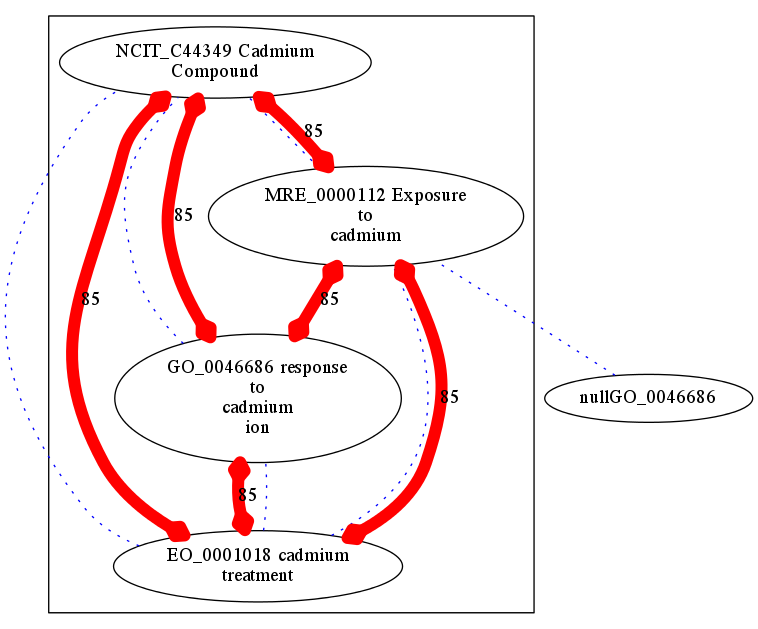 NCIT_C44349 Cadmium
Compound
85
MRE_0000112 Exposure
to
cadmium
85
85
85
GO_0046686 response
to
cadmium
ion
85
nullGO_0046686
85
EO_0001018 cadmium
treatment